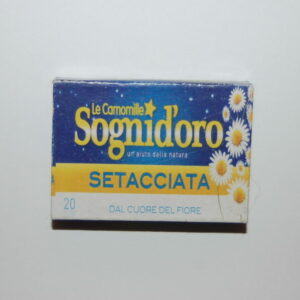 Le Camomille
Sognid'oro
un'aiuto dalla natura
SETACCIATA
20
DAL CUORE DEL FIORE